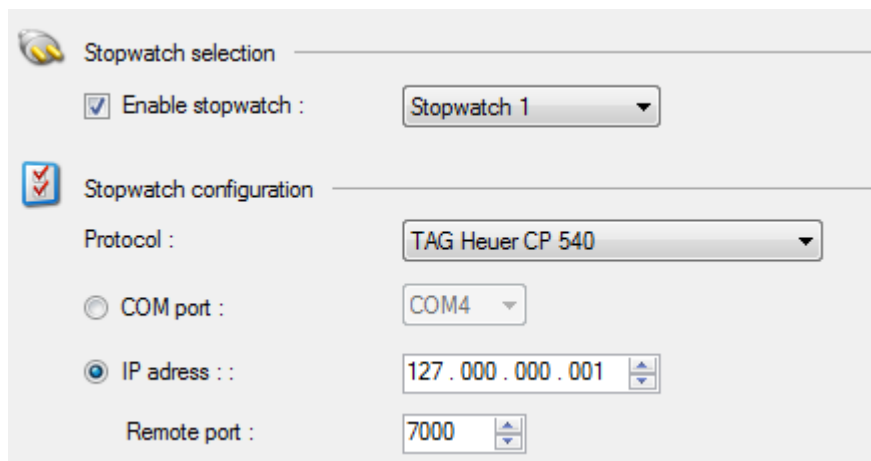 Stopwatch selection
Enable stopwatch : Stopwatch 1
Stopwatch configuration
Protocol : TAG Heuer CP 540
COM port : COM4
IP adress : : 127 . 000 . 000 . 001
Remote port : 7000